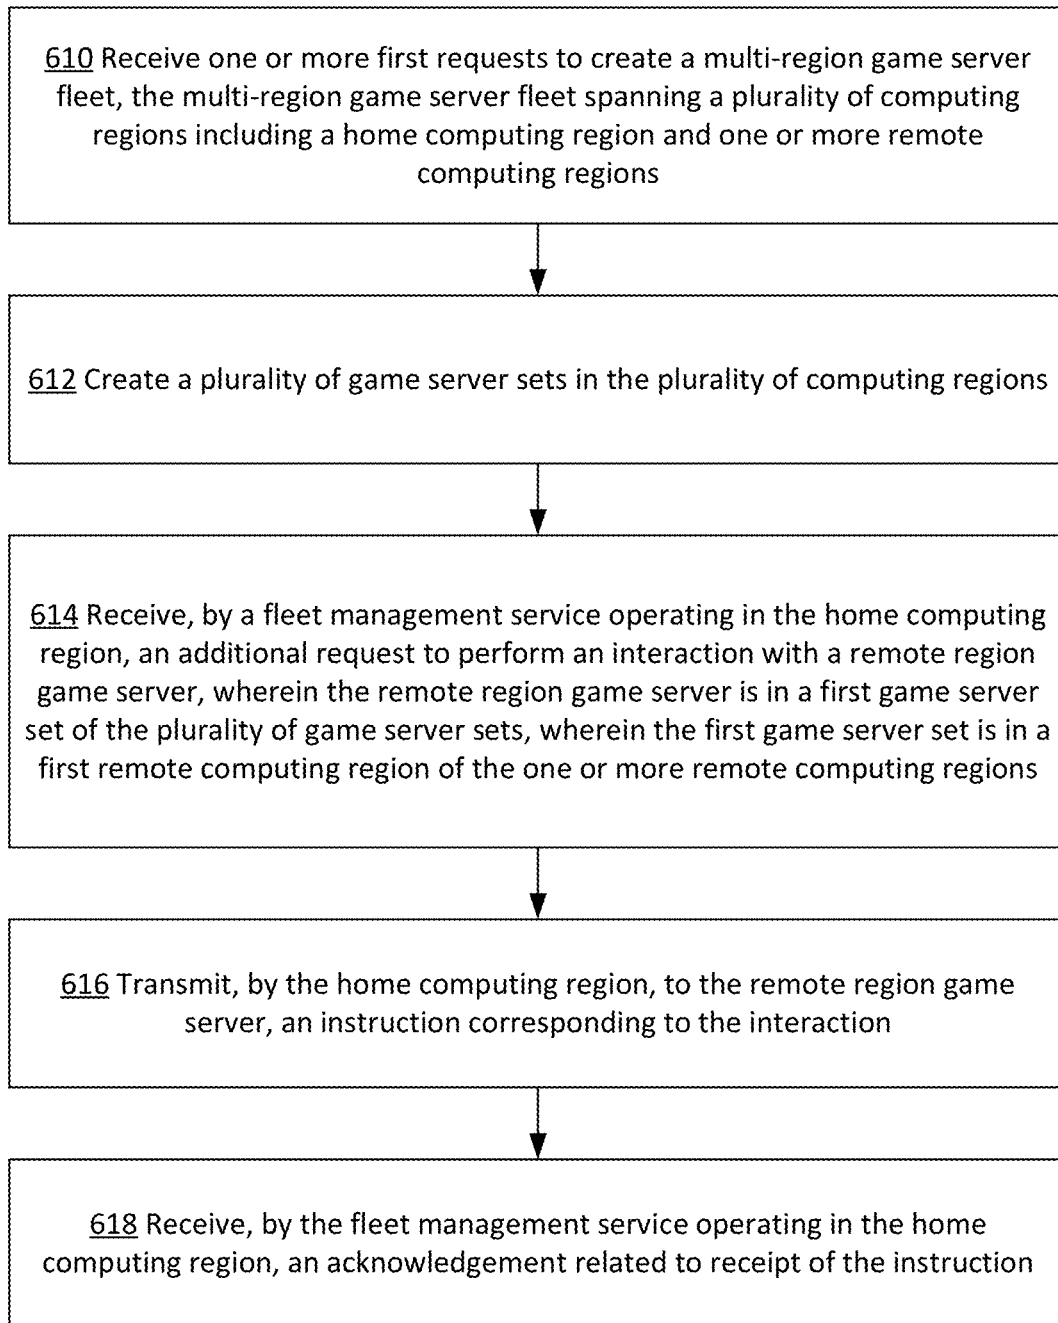 610 Receive one or more first requests to create a multi-region game server
fleet, the multi-region game server fleet spanning a plurality of computing
regions including a home computing region and one or more remote
computing regions
612 Create a plurality of game server sets in the plurality of computing regions
614 Receive, by a fleet management service operating in the home computing
region, an additional request to perform an interaction with a remote region
game server, wherein the remote region game server is in a first game server
set of the plurality of game server sets, wherein the first game server set is in a
first remote computing region of the one or more remote computing regions
616 Transmit, by the home computing region, to the remote region game
server, an instruction corresponding to the interaction
618 Receive, by the fleet management service operating in the home
computing region, an acknowledgement related to receipt of the instruction